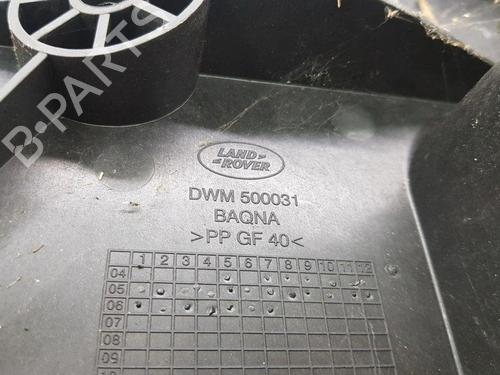 B-PARTS
LAND
ROVER
DWM 500031
BAQNA
>PP GF 40<
1 2 3 4 5 6 7 8 9 10 11 12
04
05
06
07
08
09